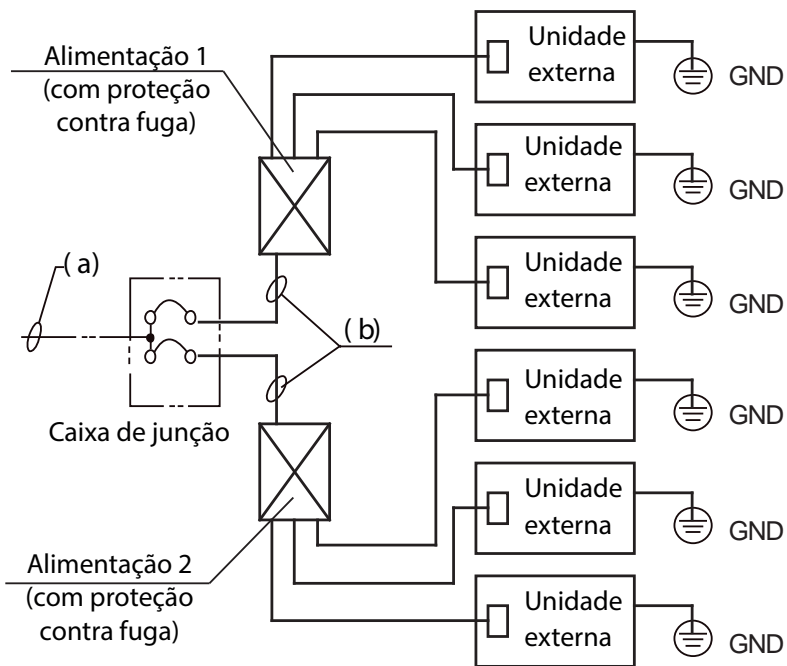 Alimentação 1
(com proteção
contra fuga)
Unidade
externa
GND
Unidade
externa
GND
Unidade
externa
GND
( a)
( b)
Caixa de junção
Unidade
externa
GND
Unidade
externa
GND
Alimentação 2
(com proteção
contra fuga)
Unidade
externa
GND